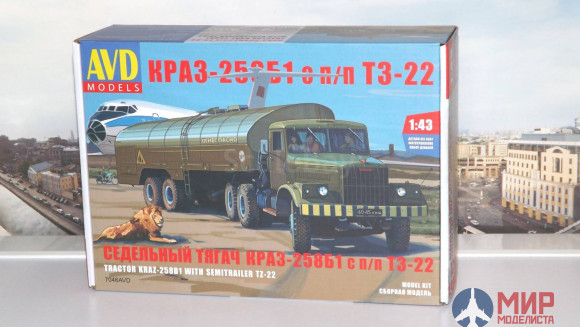 AVD
MODELS
КРАЗ-258Б1 с п/п ТЗ-22
1:43
СЕДЕЛЬНЫЙ ТЯГАЧ КРАЗ-258Б1 с п/п ТЗ-22
TRACTOR KRAZ-258B1 WITH SEMITRAILER TZ-22
7046AVD
MODEL KIT
СБОРНАЯ МОДЕЛЬ
МИР
МОДЕЛИСТА